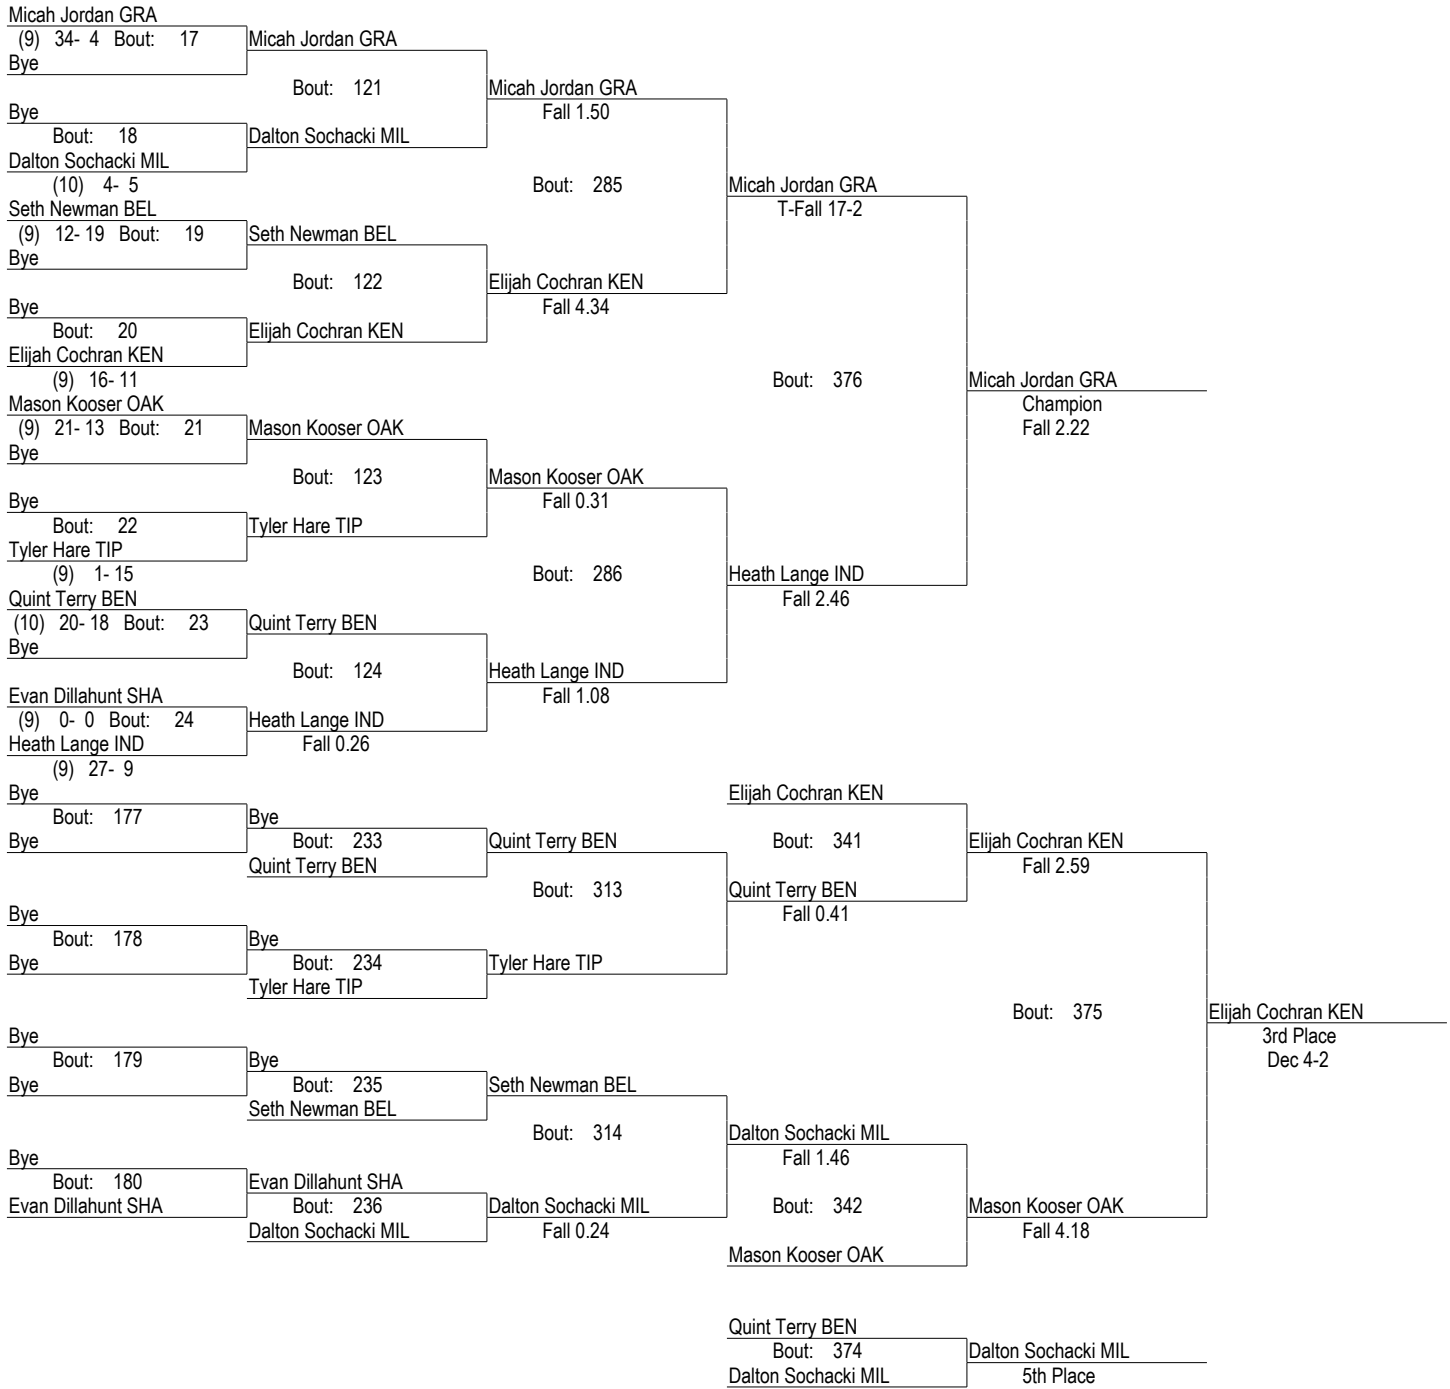 Micah Jordan GRA
(9) 34- 4 Bout: 17 Micah Jordan GRA
Bye
Bout: 121 Micah Jordan GRA
Bye Fall 1.50
Bout: 18 Dalton Sochacki MIL
Dalton Sochacki MIL
(10) 4- 5 Bout: 285 Micah Jordan GRA
Seth Newman BEL T-Fall 17-2
(9) 12- 19 Bout: 19 Seth Newman BEL
Bye
Bout: 122 Elijah Cochran KEN
Bye Fall 4.34
Bout: 20 Elijah Cochran KEN
Elijah Cochran KEN
(9) 16- 11 Bout: 376 Micah Jordan GRA
Mason Kooser OAK Champion
(9) 21- 13 Bout: 21 Mason Kooser OAK Fall 2.22
Bye
Bout: 123 Mason Kooser OAK
Bye Fall 0.31
Bout: 22 Tyler Hare TIP
Tyler Hare TIP
(9) 1- 15 Bout: 286 Heath Lange IND
Quint Terry BEN Fall 2.46
(10) 20- 18 Bout: 23 Quint Terry BEN
Bye
Bout: 124 Heath Lange IND
Evan Dillahunt SHA Fall 1.08
(9) 0- 0 Bout: 24 Heath Lange IND
Heath Lange IND Fall 0.26
(9) 27- 9
Bye Elijah Cochran KEN
Bout: 177 Bye
Bye Bout: 233 Quint Terry BEN Bout: 341 Elijah Cochran KEN
Quint Terry BEN Fall 2.59
Bout: 313 Quint Terry BEN
Bye Fall 0.41
Bout: 178 Bye
Bye Bout: 234 Tyler Hare TIP
Tyler Hare TIP
Bout: 375 Elijah Cochran KEN
Bye 3rd Place
Bout: 179 Bye Dec 4-2
Bye Bout: 235 Seth Newman BEL
Seth Newman BEL
Bout: 314 Dalton Sochacki MIL
Bye Fall 1.46
Bout: 180 Evan Dillahunt SHA
Evan Dillahunt SHA Bout: 236 Dalton Sochacki MIL Bout: 342 Mason Kooser OAK
Dalton Sochacki MIL Fall 0.24 Fall 4.18
Mason Kooser OAK
Quint Terry BEN
Bout: 374 Dalton Sochacki MIL
Dalton Sochacki MIL 5th Place